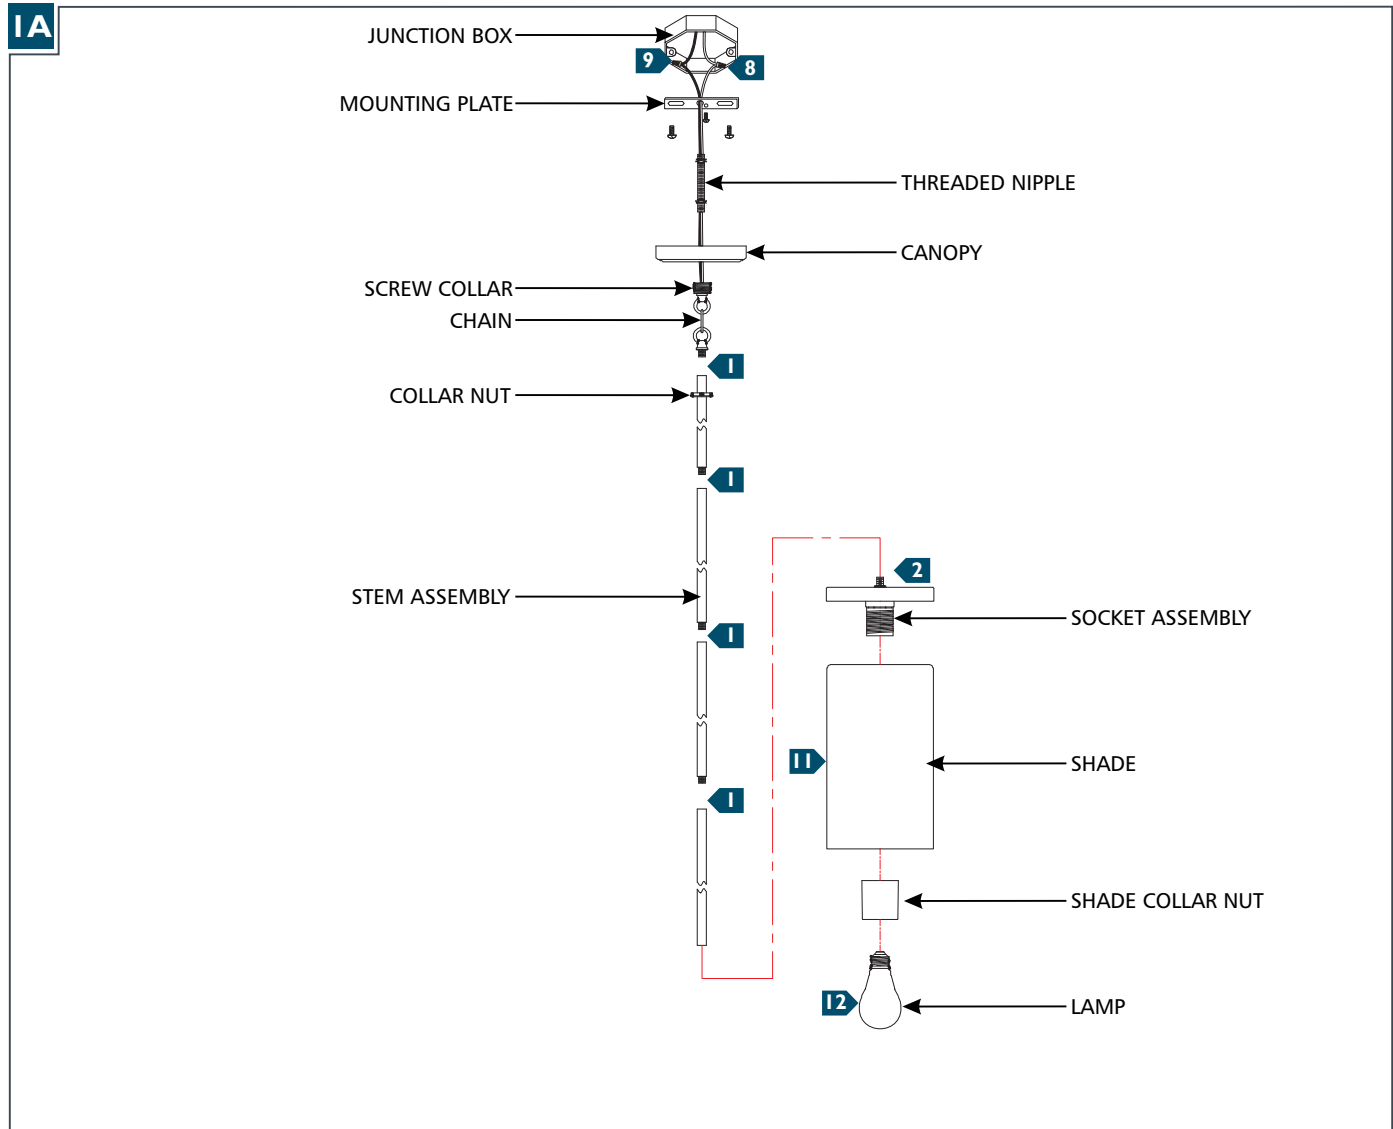 1A
JUNCTION BOX
9
8
MOUNTING PLATE
THREADED NIPPLE
CANOPY
SCREW COLLAR
CHAIN
1
COLLAR NUT
1
2
STEM ASSEMBLY
SOCKET ASSEMBLY
1
11
SHADE
1
SHADE COLLAR NUT
12
LAMP